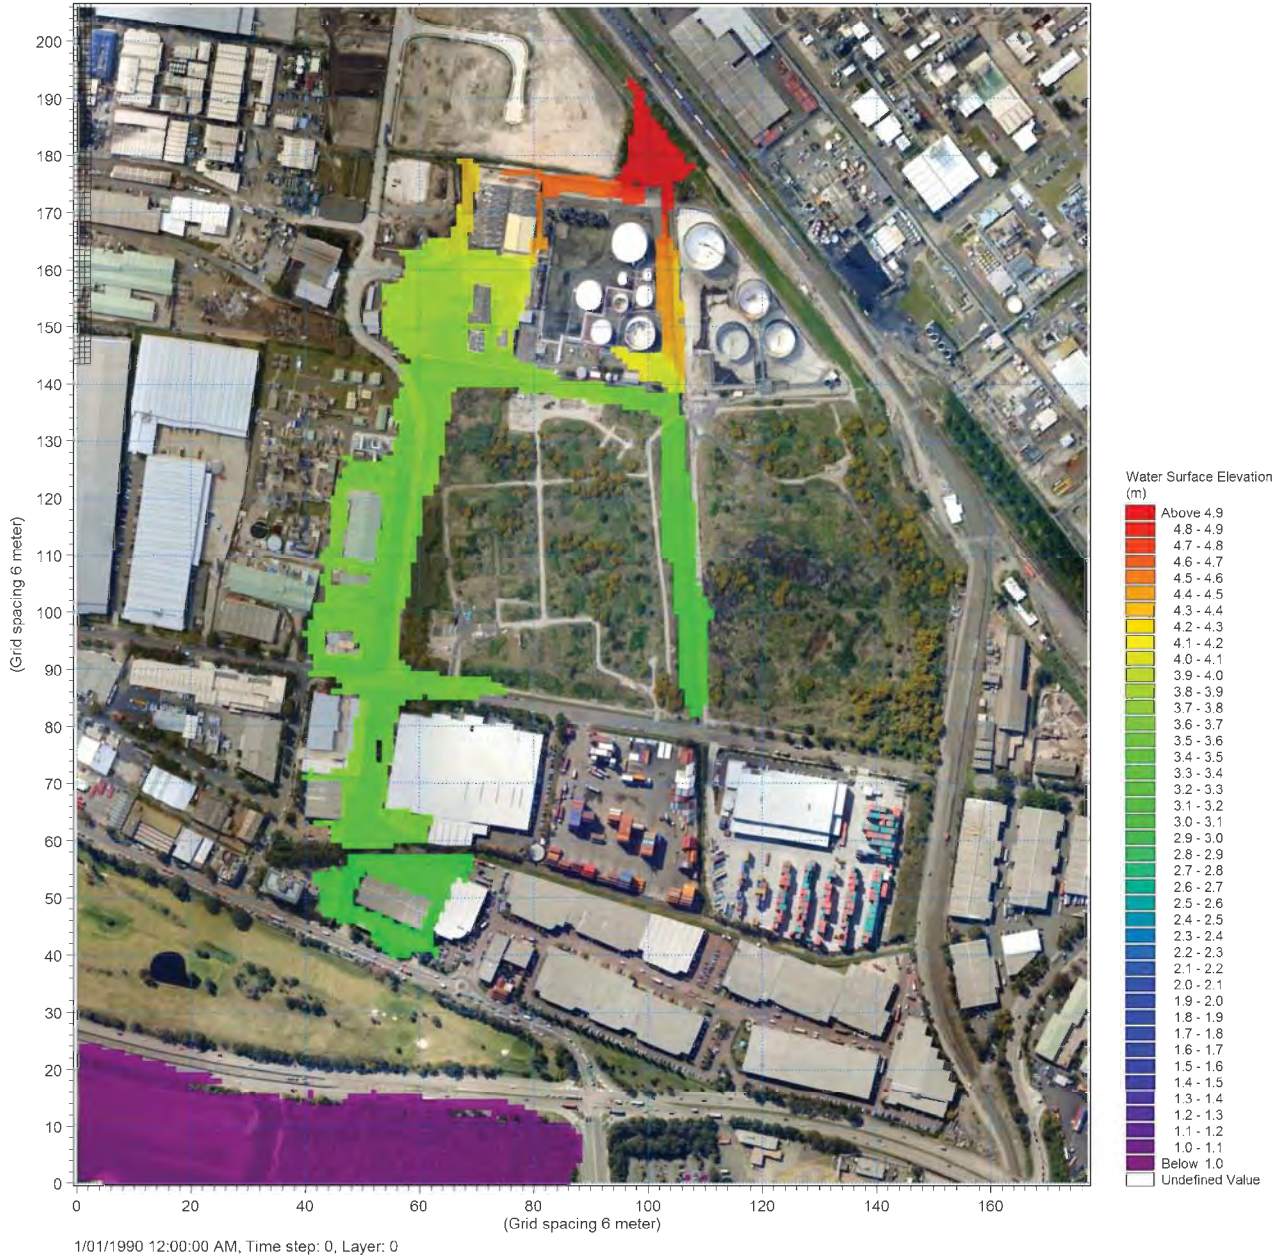 200
190
180
170
160
150
140
130
120
110
100
90
80
70
60
50
40
30
20
10
0
(Grid spacing 6 meter)
0 20 40 60 80 100 120 140 160
(Grid spacing 6 meter)
1/01/1990 12:00:00 AM, Time step: 0, Layer: 0
Water Surface Elevation
(m)
Above 4.9
4.8 - 4.9
4.7 - 4.8
4.6 - 4.7
4.5 - 4.6
4.4 - 4.5
4.3 - 4.4
4.2 - 4.3
4.1 - 4.2
4.0 - 4.1
3.9 - 4.0
3.8 - 3.9
3.7 - 3.8
3.6 - 3.7
3.5 - 3.6
3.4 - 3.5
3.3 - 3.4
3.2 - 3.3
3.1 - 3.2
3.0 - 3.1
2.9 - 3.0
2.8 - 2.9
2.7 - 2.8
2.6 - 2.7
2.5 - 2.6
2.4 - 2.5
2.3 - 2.4
2.2 - 2.3
2.1 - 2.2
2.0 - 2.1
1.9 - 2.0
1.8 - 1.9
1.7 - 1.8
1.6 - 1.7
1.5 - 1.6
1.4 - 1.5
1.3 - 1.4
1.2 - 1.3
1.1 - 1.2
1.0 - 1.1
Below 1.0
Undefined Value